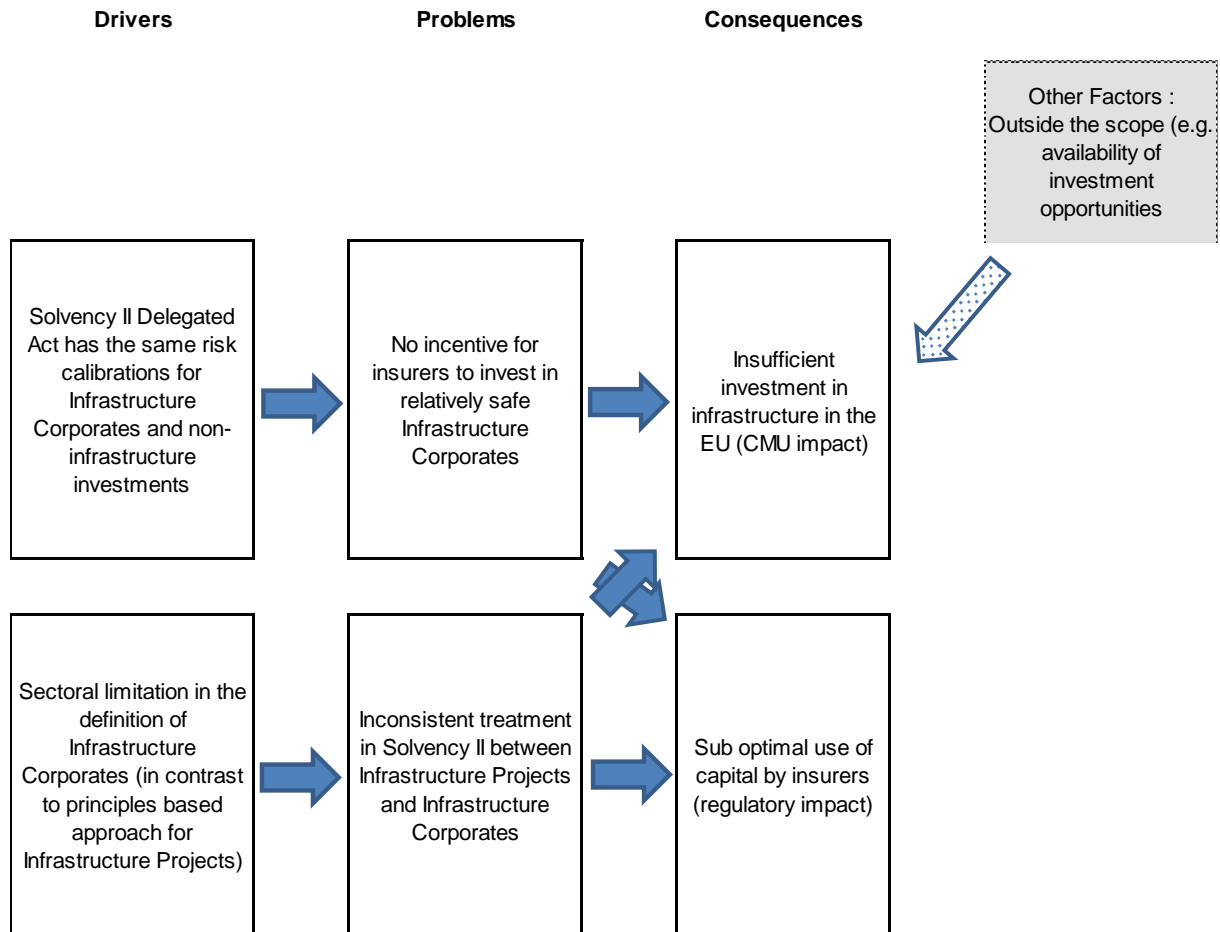 Drivers
Problems
Consequences
Other Factors :
Outside the scope (e.g.
availability of
investment
opportunities
Solvency II Delegated
Act has the same risk
calibrations for
Infrastructure
Corporates and non-
infrastructure
investments
No incentive for
insurers to invest in
relatively safe
Infrastructure
Corporates
Insufficient
investment in
infrastructure in the
EU (CMU impact)
Sectoral limitation in the
definition of
Infrastructure
Corporates (in contrast
to principles based
approach for
Infrastructure Projects)
Inconsistent treatment
in Solvency II between
Infrastructure Projects
and Infrastructure
Corporates
Sub optimal use of
capital by insurers
(regulatory impact)